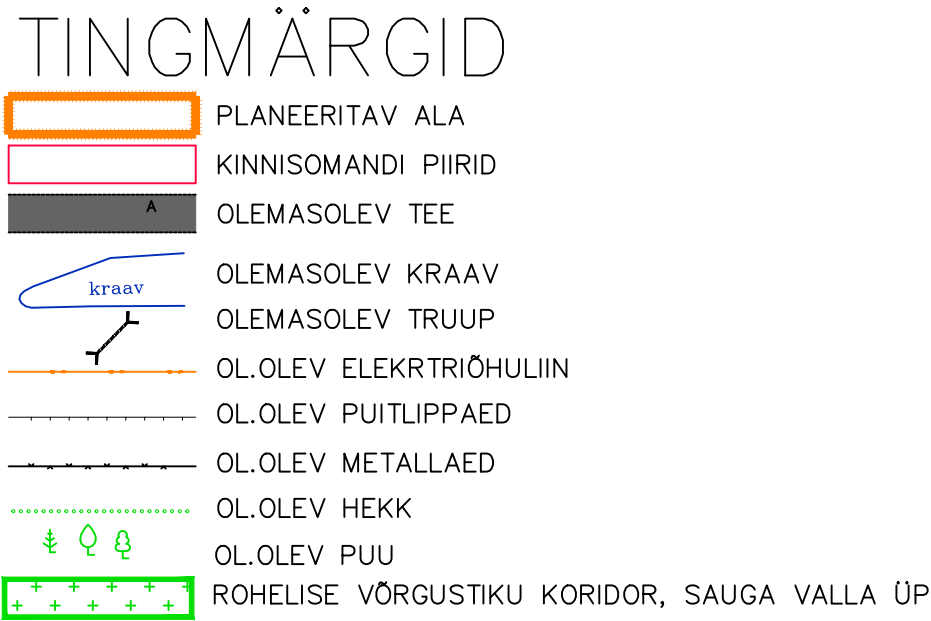 TINGMÄRGID
PLANEERITAV ALA
KINNISOMANDI PIIRID
A
OLEMASOLEV TEE
OLEMASOLEV KRAAV
kraav
OLEMASOLEV TRUUP
OL.OLEV ELEKRTRIÕHULIIN
OL.OLEV PUITLIPPAED
OL.OLEV METALLAED
OL.OLEV HEKK
OL.OLEV PUU
ROHELISE VÕRGUSTIKU KORIDOR, SAUGA VALLA ÜP